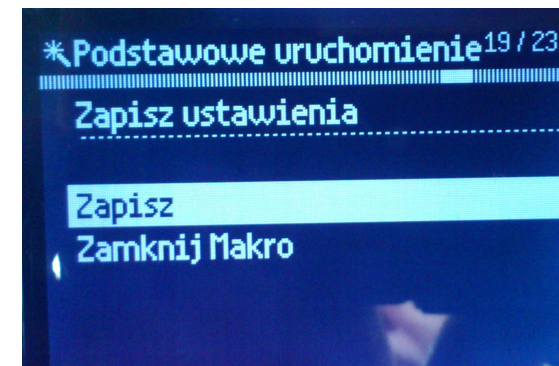 Podstawowe uruchomienie 19/23
Zapisz ustawienia
Zapisz
Zamknij Makro